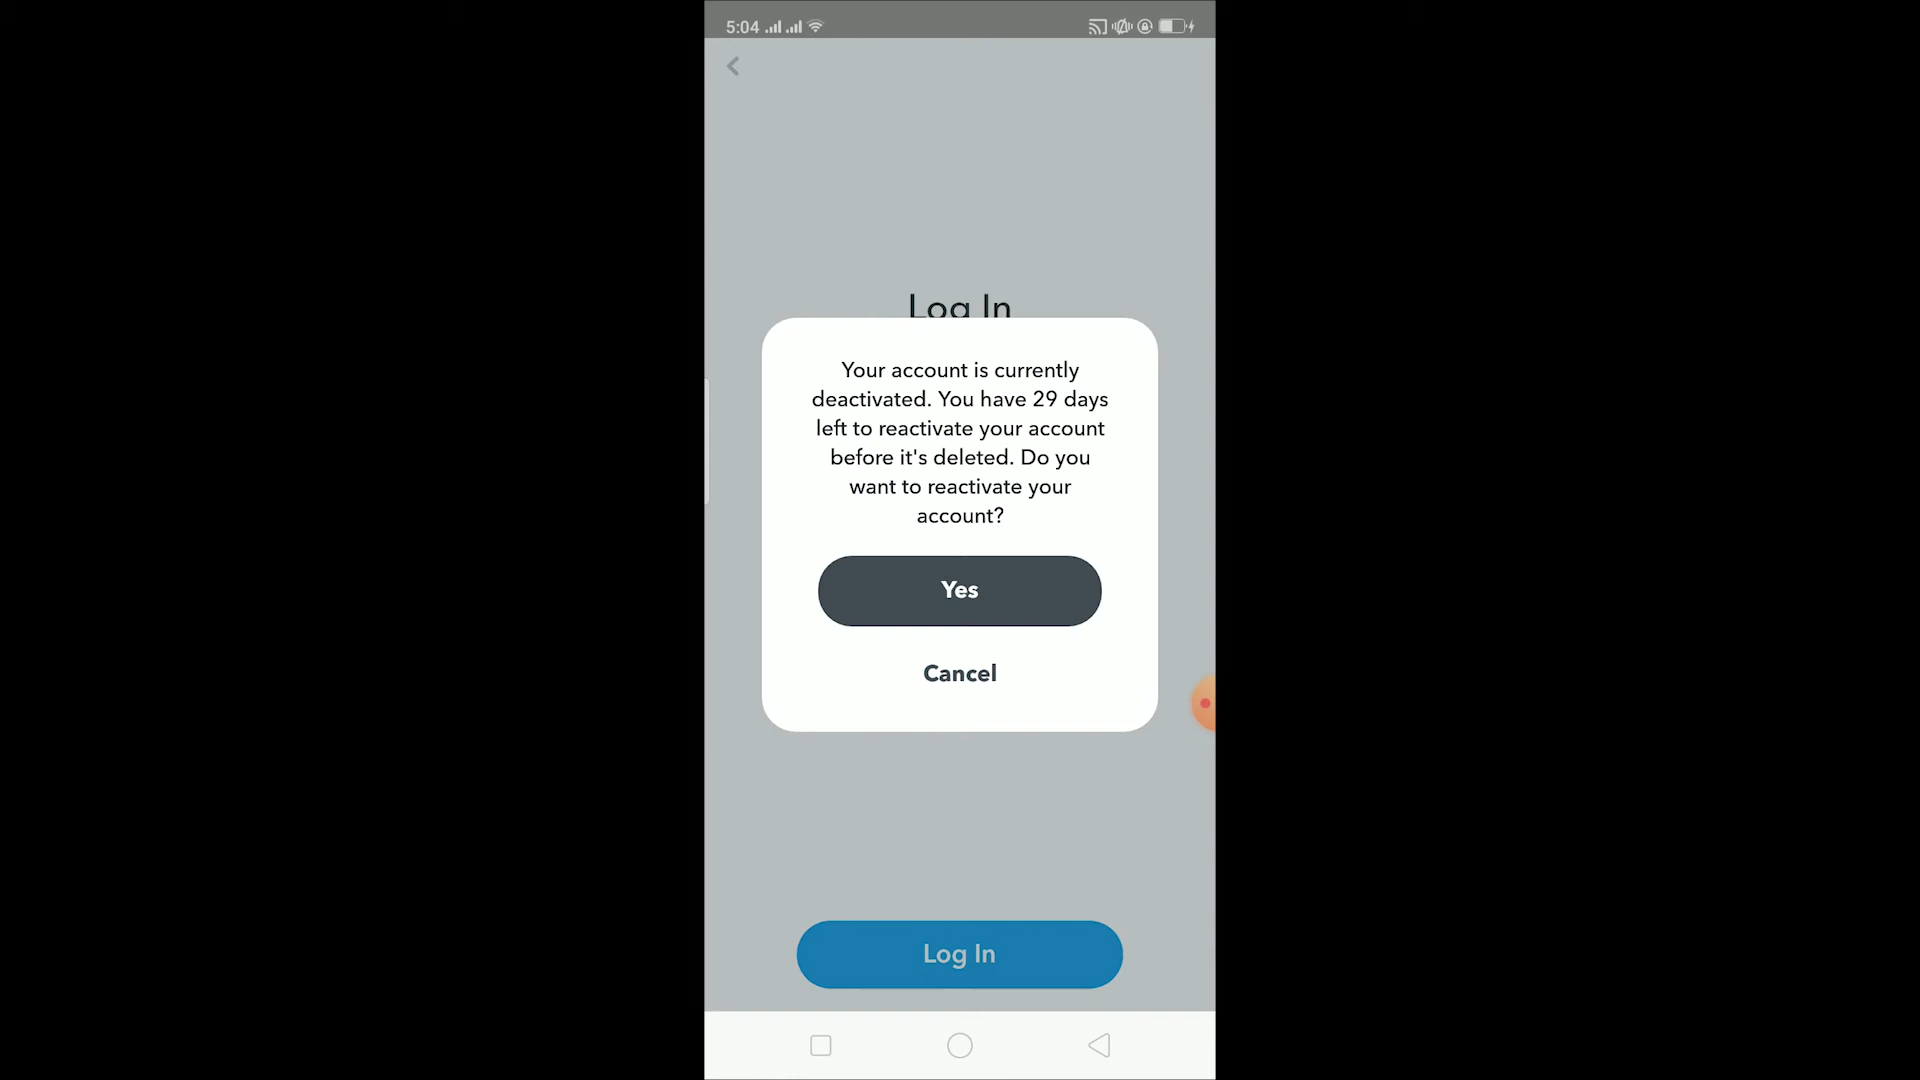 5:04
Log In
Your account is currently
deactivated. You have 29 days
left to reactivate your account
before it's deleted. Do you
want to reactivate your
account?
Yes
Cancel
Log In